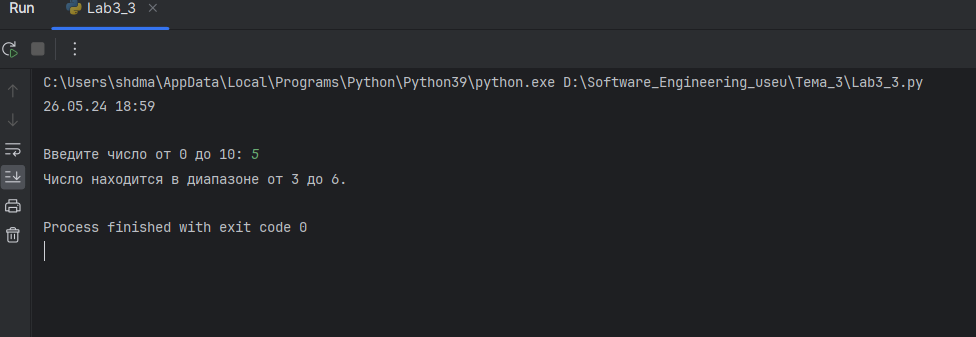 Run Lab3_3
C:\Users\shdma\AppData\Local\Programs\Python\Python39\python.exe D:\Software_Engineering_useu\Тема_3\Lab3_3.py
26.05.24 18:59
Введите число от 0 до 10: 5
Число находится в диапазоне от 3 до 6.
Process finished with exit code 0